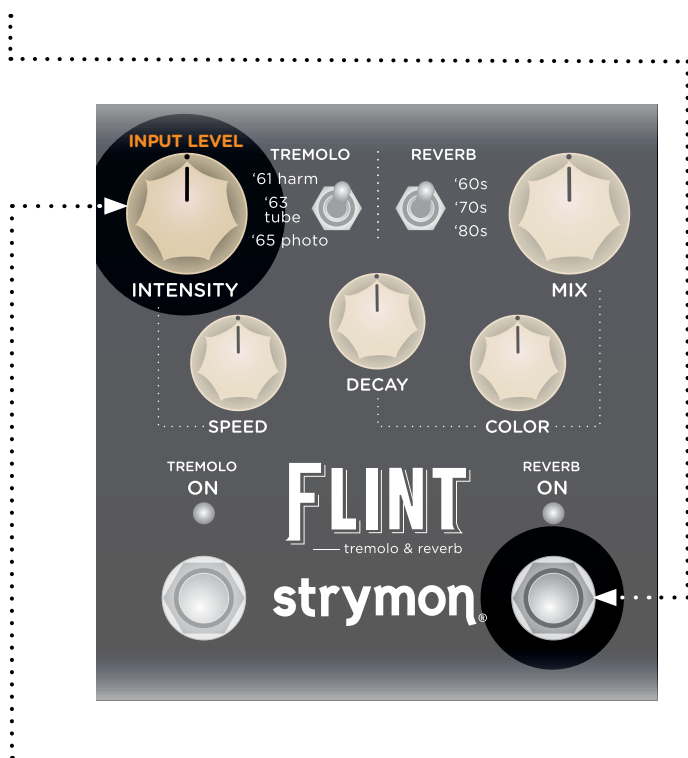 INPUT LEVEL
TREMOLO
REVERB
‘61 harm
‘63
tube
‘65 photo
‘60s
‘70s
‘80s
INTENSITY
MIX
DECAY
SPEED
COLOR
TREMOLO
ON
REVERB
ON
FLINT
tremolo & reverb
strymon®